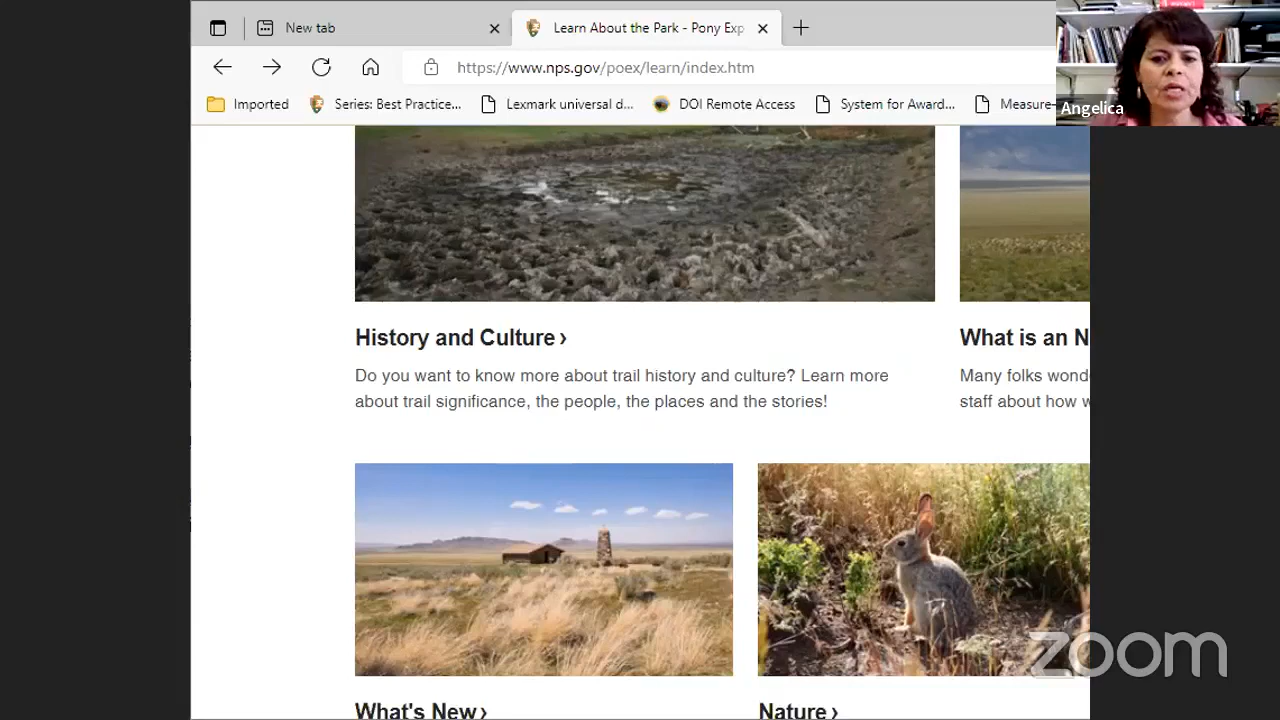 New tab
Learn About the Park - Pony Exp
https://www.nps.gov/poex/learn/index.htm
Imported
Series: Best Practice...
Lexmark universal d...
DOI Remote Access
System for Award...
Measure-
Angelica
History and Culture ›
Do you want to know more about trail history and culture? Learn more
about trail significance, the people, the places and the stories!
What is an N
Many folks wond
staff about how w
What's New ›
Nature ›
zoom